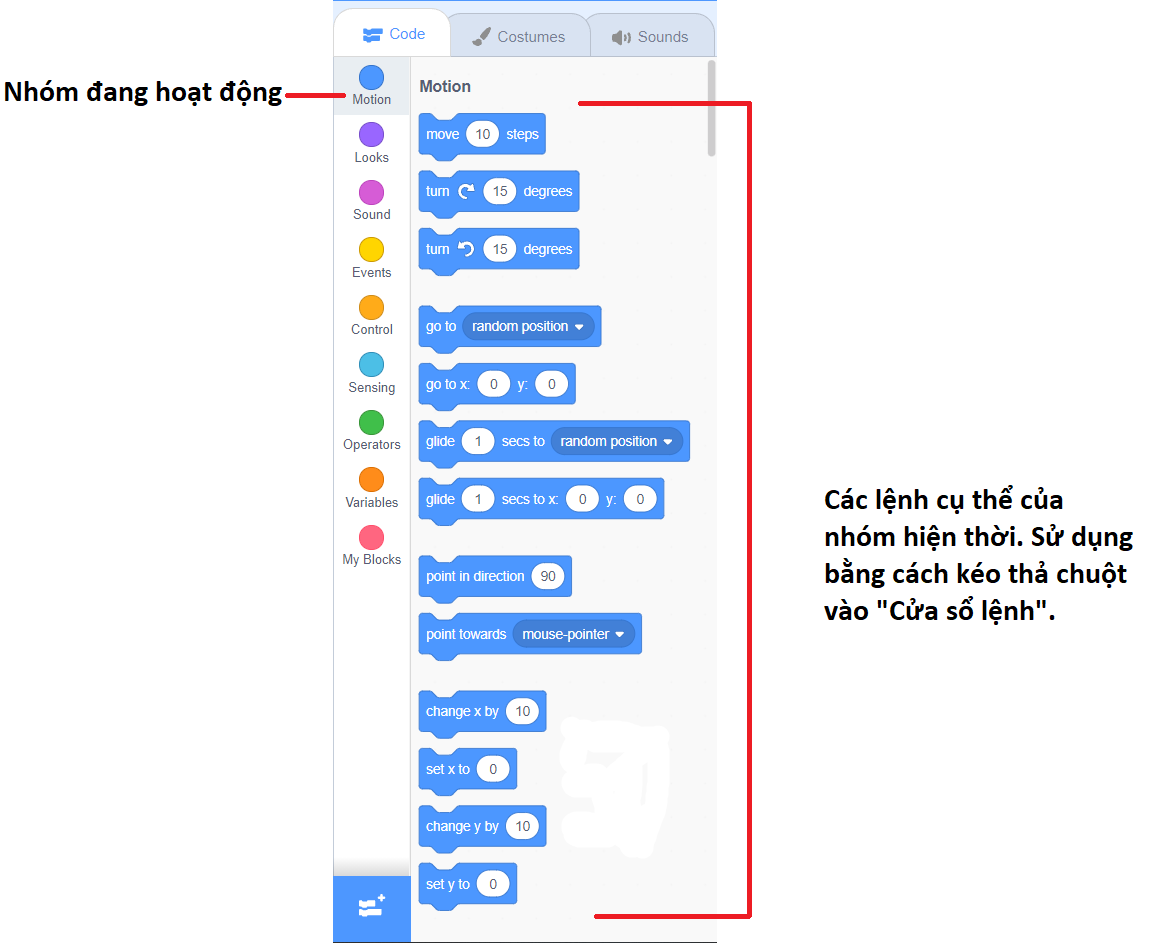 Code Costumes Sounds
Nhóm đang hoạt động
Motion
Looks
Sound
Events
Control
Sensing
Operators
Variables
My Blocks
Motion
move 10 steps
turn 15 degrees
turn 15 degrees
go to random position
go to x: 0 y: 0
glide 1 secs to random position
glide 1 secs to x: 0 y: 0
point in direction 90
point towards mouse-pointer
change x by 10
set x to 0
change y by 10
set y to 0
Các lệnh cụ thể của
nhóm hiện thời. Sử dụng
bằng cách kéo thả chuột
vào "Cửa sổ lệnh".